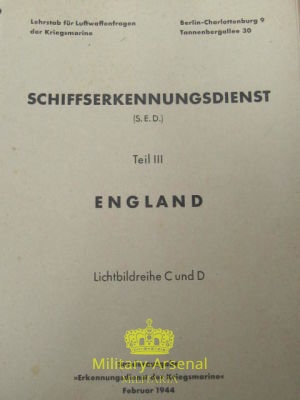 Lehrstab für Luftwaffenfragen
der Kriegsmarine
Berlin-Charlottenburg 9
Tannenbergallee 30
SCHIFFSERKENNUNGSDIENST
(S. E. D.)
Teil III
ENGLAND
Lichtbildreihe C und D
Military-Arsenal
»Erkennungsdienst der Kriegsmarine«
Februar 1944